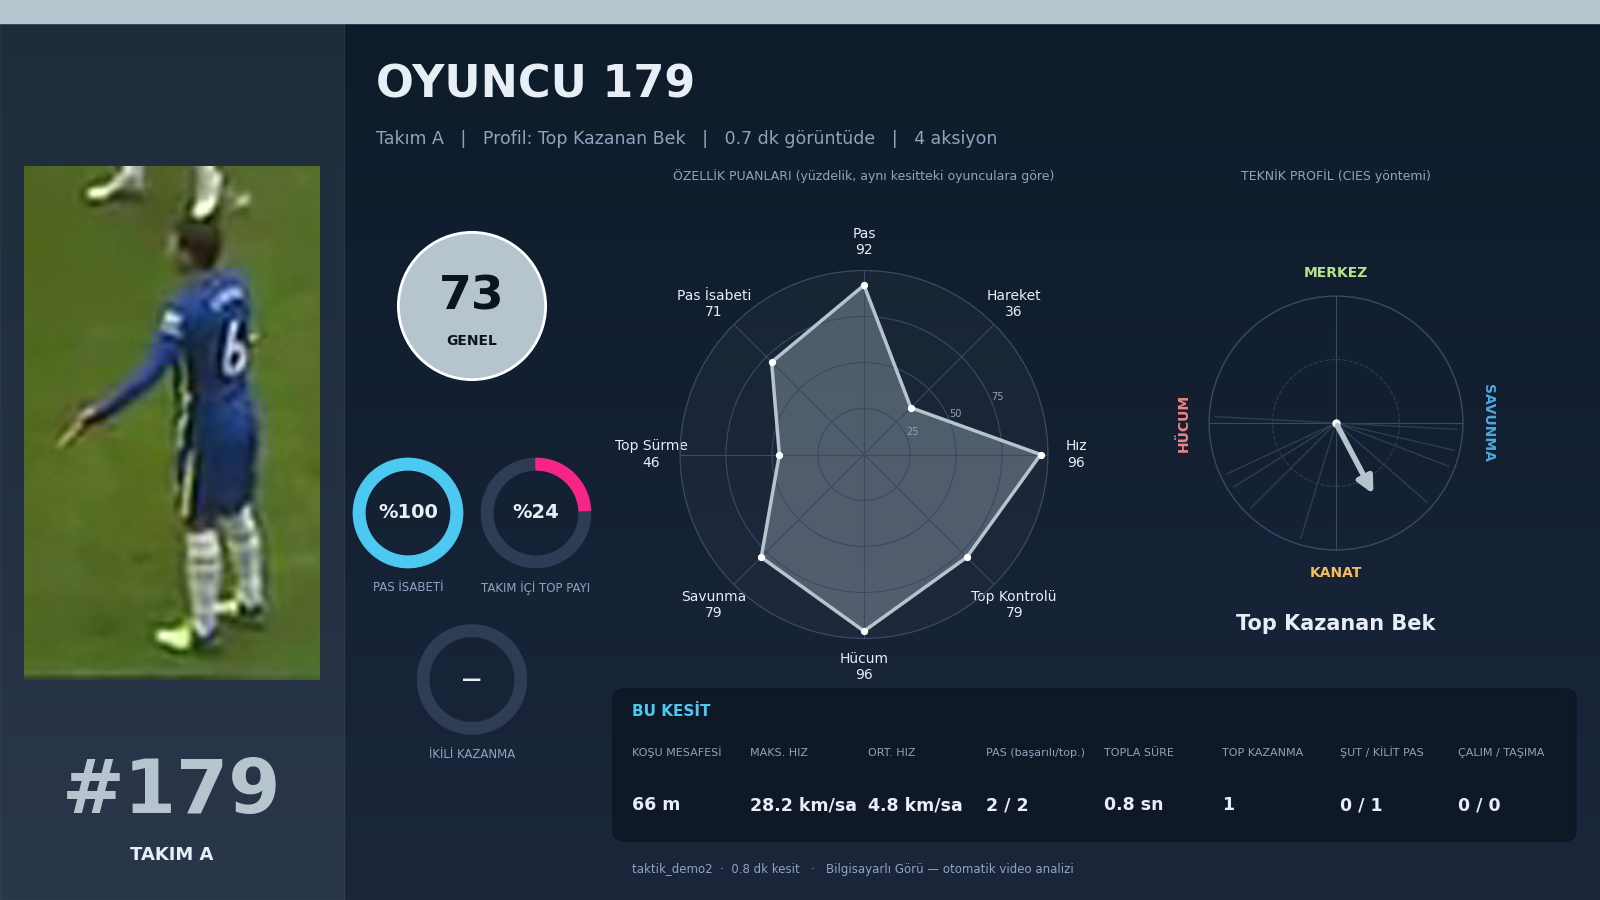 OYUNCU 179
Takım A | Profil: Top Kazanan Bek | 0.7 dk görüntüde | 4 aksiyon
6
#179
TAKIM A
73
GENEL
%100
PAS İSABETİ
%24
TAKIM İÇİ TOP PAYI
—
İKİLİ KAZANMA
ÖZELLİK PUANLARI (yüzdelik, aynı kesitteki oyunculara göre)
Pas
92
Pas İsabeti
71
Hareket
36
Top Sürme
46
Hız
96
Savunma
79
Top Kontrolü
79
Hücum
96
25
50
75
TEKNİK PROFİL (CIES yöntemi)
MERKEZ
HÜCUM
SAVUNMA
KANAT
Top Kazanan Bek
BU KESİT
KOŞU MESAFESİ MAKS. HIZ ORT. HIZ PAS (başarılı/top.) TOPLA SÜRE TOP KAZANMA ŞUT / KİLİT PAS ÇALIM / TAŞIMA
66 m 28.2 km/sa 4.8 km/sa 2 / 2 0.8 sn 1 0 / 1 0 / 0
taktik_demo2 · 0.8 dk kesit · Bilgisayarlı Görü — otomatik video analizi